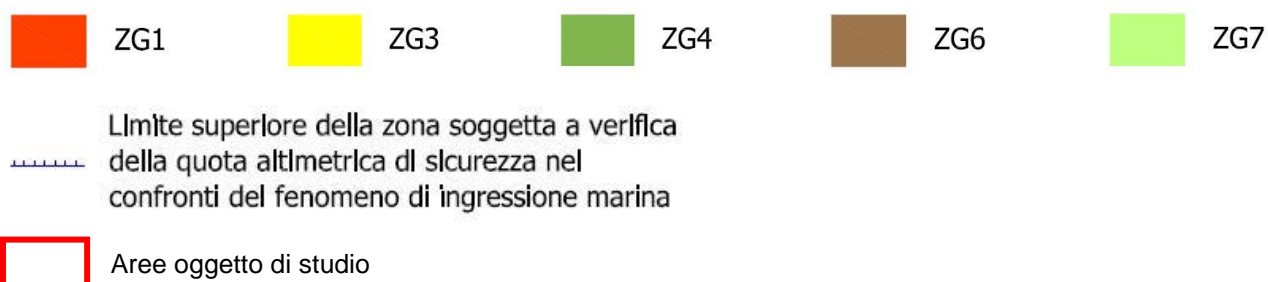 ZG1 ZG3 ZG4 ZG6 ZG7
Limite superiore della zona soggetta a verifica
della quota altimetrica di sicurezza nei
confronti del fenomeno di ingressione marina
Aree oggetto di studio